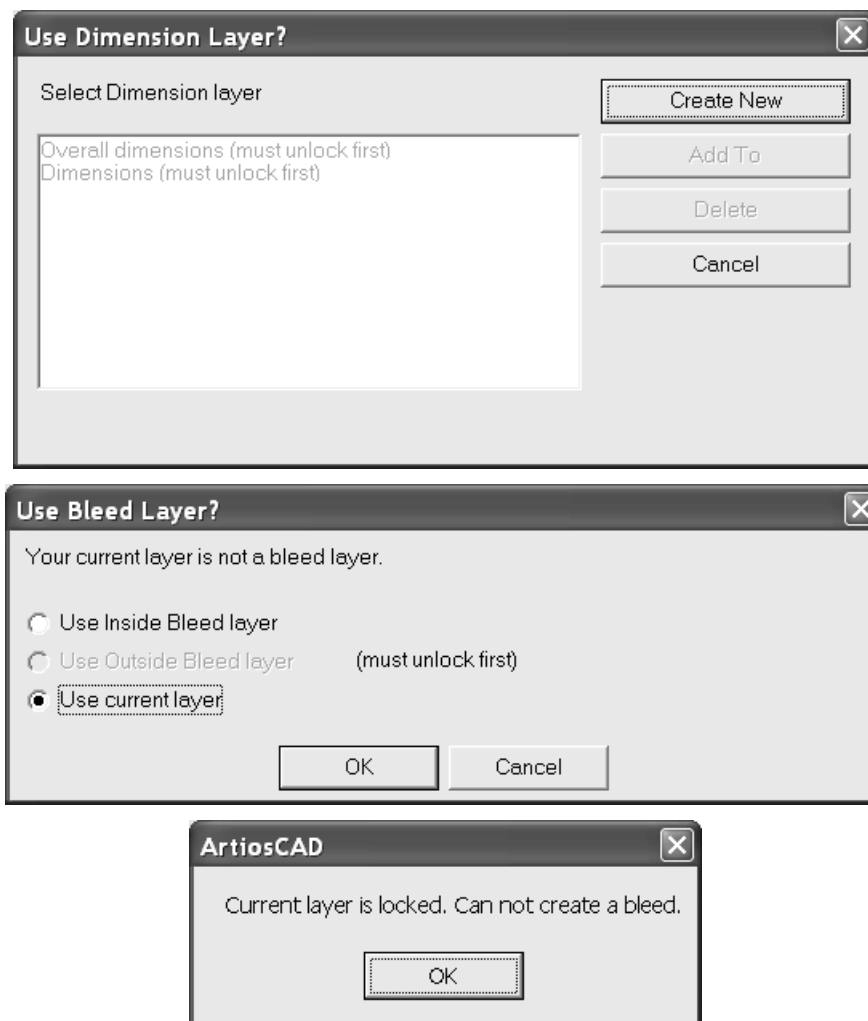 Use Dimension Layer?
Select Dimension layer
Create New
Overall dimensions (must unlock first)
Dimensions (must unlock first)
Add To
Delete
Cancel
Use Bleed Layer?
Your current layer is not a bleed layer.
Use Inside Bleed layer
Use Outside Bleed layer (must unlock first)
Use current layer
OK Cancel
ArtiosCAD
Current layer is locked. Can not create a bleed.
OK